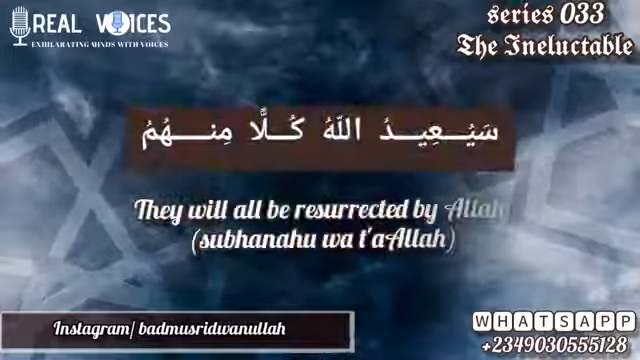 REAL VOICES
EXHILARATING MINDS WITH VOICES
series 033
The Ineluctable
سَيُعِيدُ اللّٰهُ كُلًّا مِنْهُمُ
They will all be resurrected by Allah
(subhanahu wa t'aAllah)
Instagram/ badmusridwanullah
WHATSAPP
+2349030555128